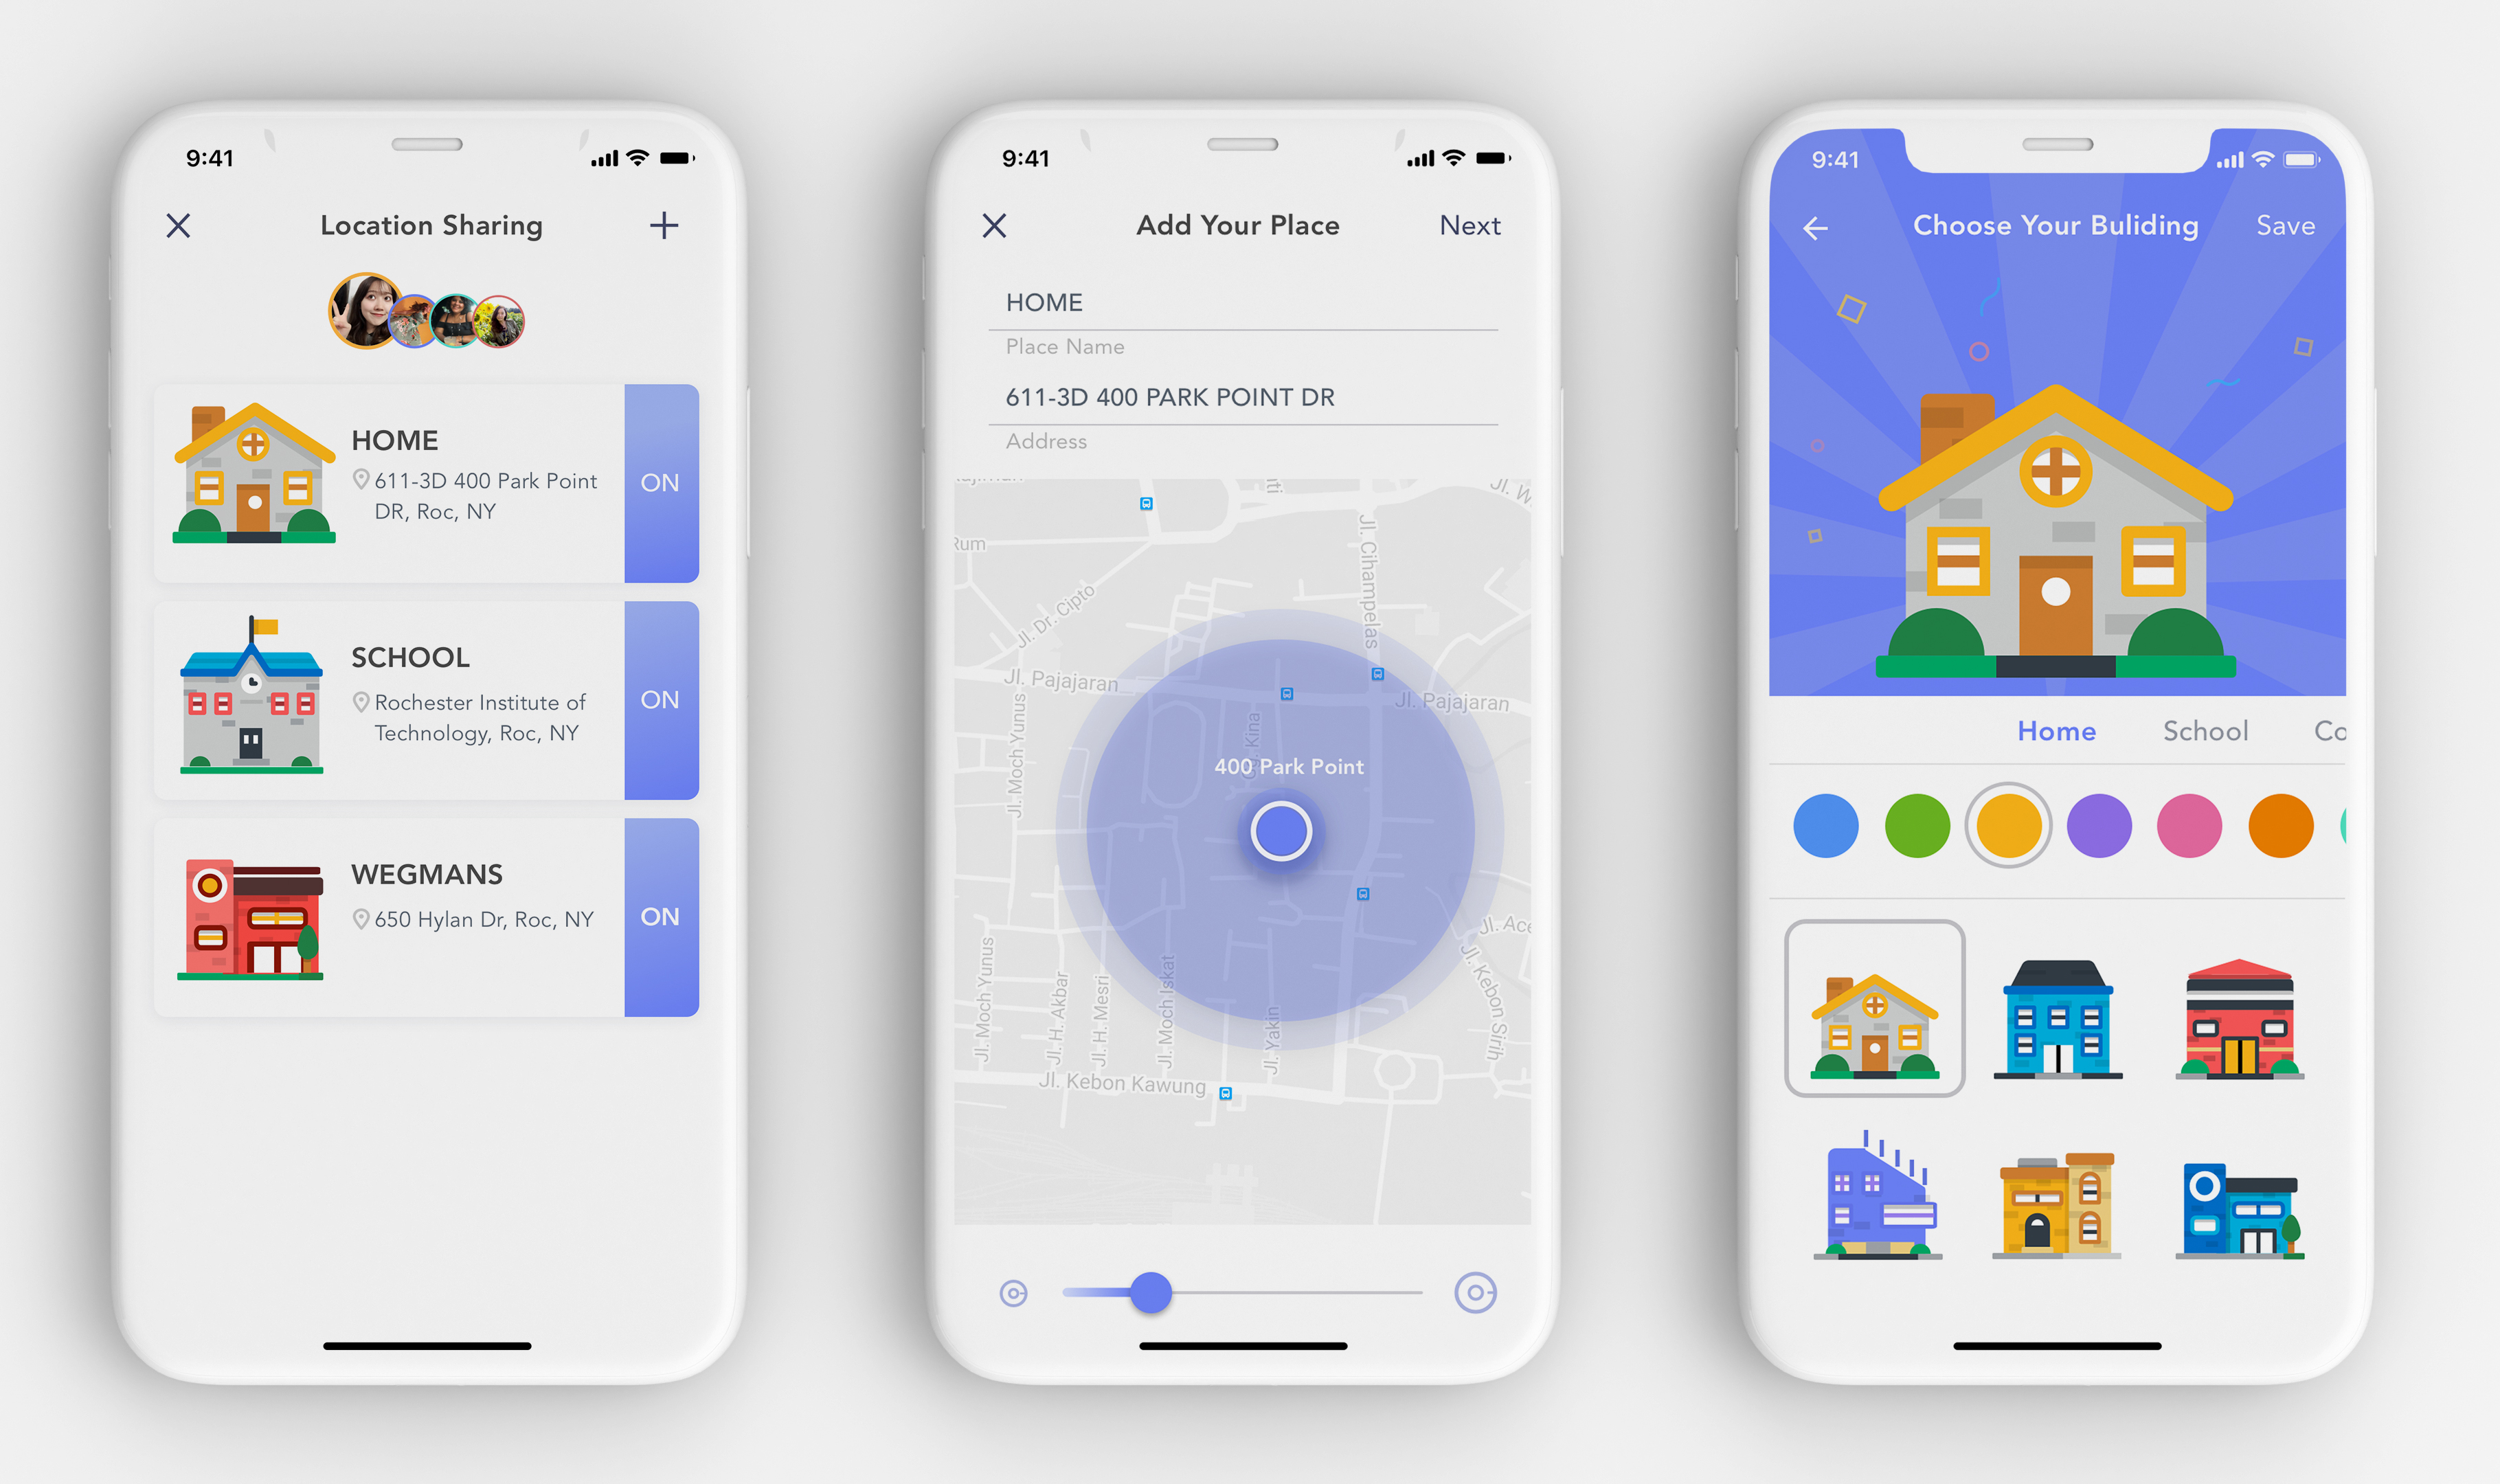 9:41
Location Sharing
HOME
611-3D 400 Park Point
DR, Roc, NY
ON
SCHOOL
Rochester Institute of
Technology, Roc, NY
ON
WEGMANS
650 Hylan Dr, Roc, NY
ON
9:41
Add Your Place
Next
HOME
Place Name
611-3D 400 PARK POINT DR
Address
Jl. W
Rum
Jl. Cihampelas
Jl. Dr. Cipto
Jl. Pajajaran
Jl. Pajajaran
Jl. Moch Yunus
400 Park Point
Jl. Ace
Jl. Kebon Sirih
Jl. Moch Yunus
Jl. H. Akbar
Jl. H. Mesri
Jl. Moch Iskat
Jl. Yakin
Jl. Kebon Kawung
9:41
Choose Your Buliding
Save
Home
School
Co